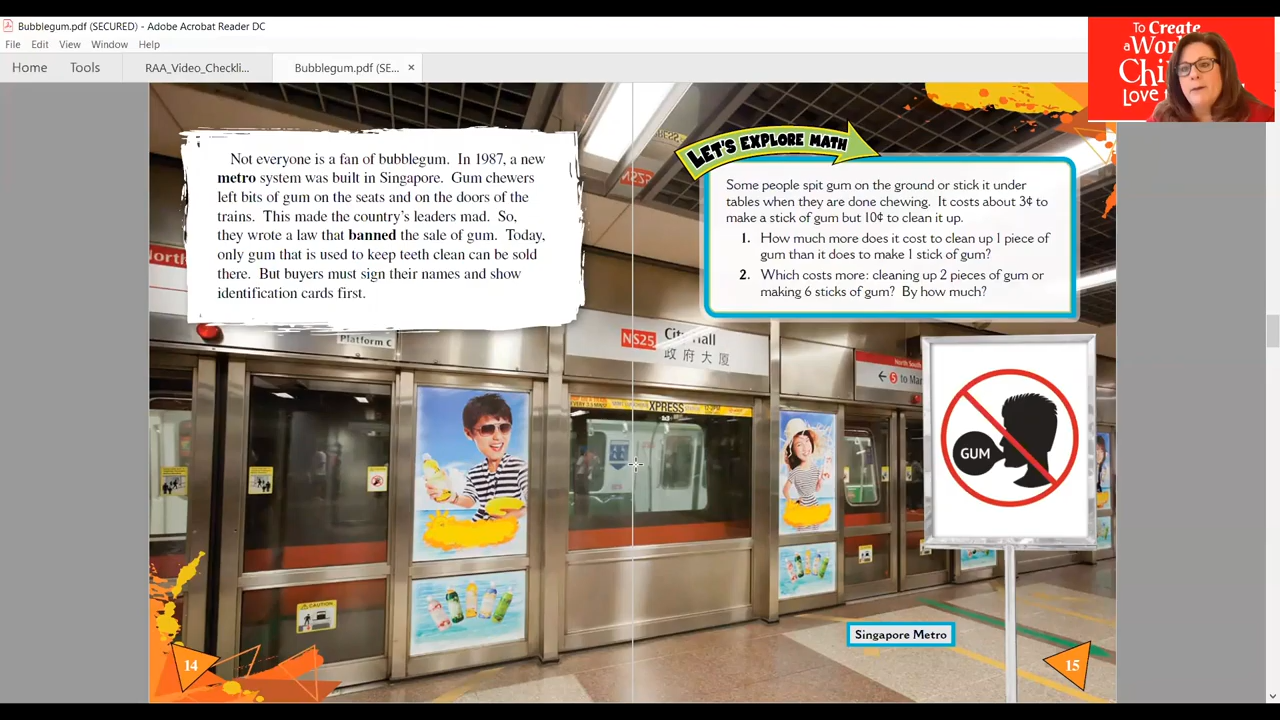 Bubblegum.pdf (SECURED) - Adobe Acrobat Reader DC
File Edit View Window Help
Home Tools RAA_Video_Checkli... Bubblegum.pdf (SE... ×
To Create
a Worl
Chi
Love t
Not everyone is a fan of bubblegum. In 1987, a new
metro system was built in Singapore. Gum chewers
left bits of gum on the seats and on the doors of the
trains. This made the country's leaders mad. So,
they wrote a law that banned the sale of gum. Today,
only gum that is used to keep teeth clean can be sold
there. But buyers must sign their names and show
identification cards first.
LET'S EXPLORE MATH
Some people spit gum on the ground or stick it under
tables when they are done chewing. It costs about 3¢ to
make a stick of gum but 10¢ to clean it up.
1. How much more does it cost to clean up 1 piece of
gum than it does to make 1 stick of gum?
2. Which costs more: cleaning up 2 pieces of gum or
making 6 sticks of gum? By how much?
North
Platform C
NS25 City Hall
政府大厦
North Sou
← 5 to Mar
XPRESS
GUM
CAUTION
Singapore Metro
14
15